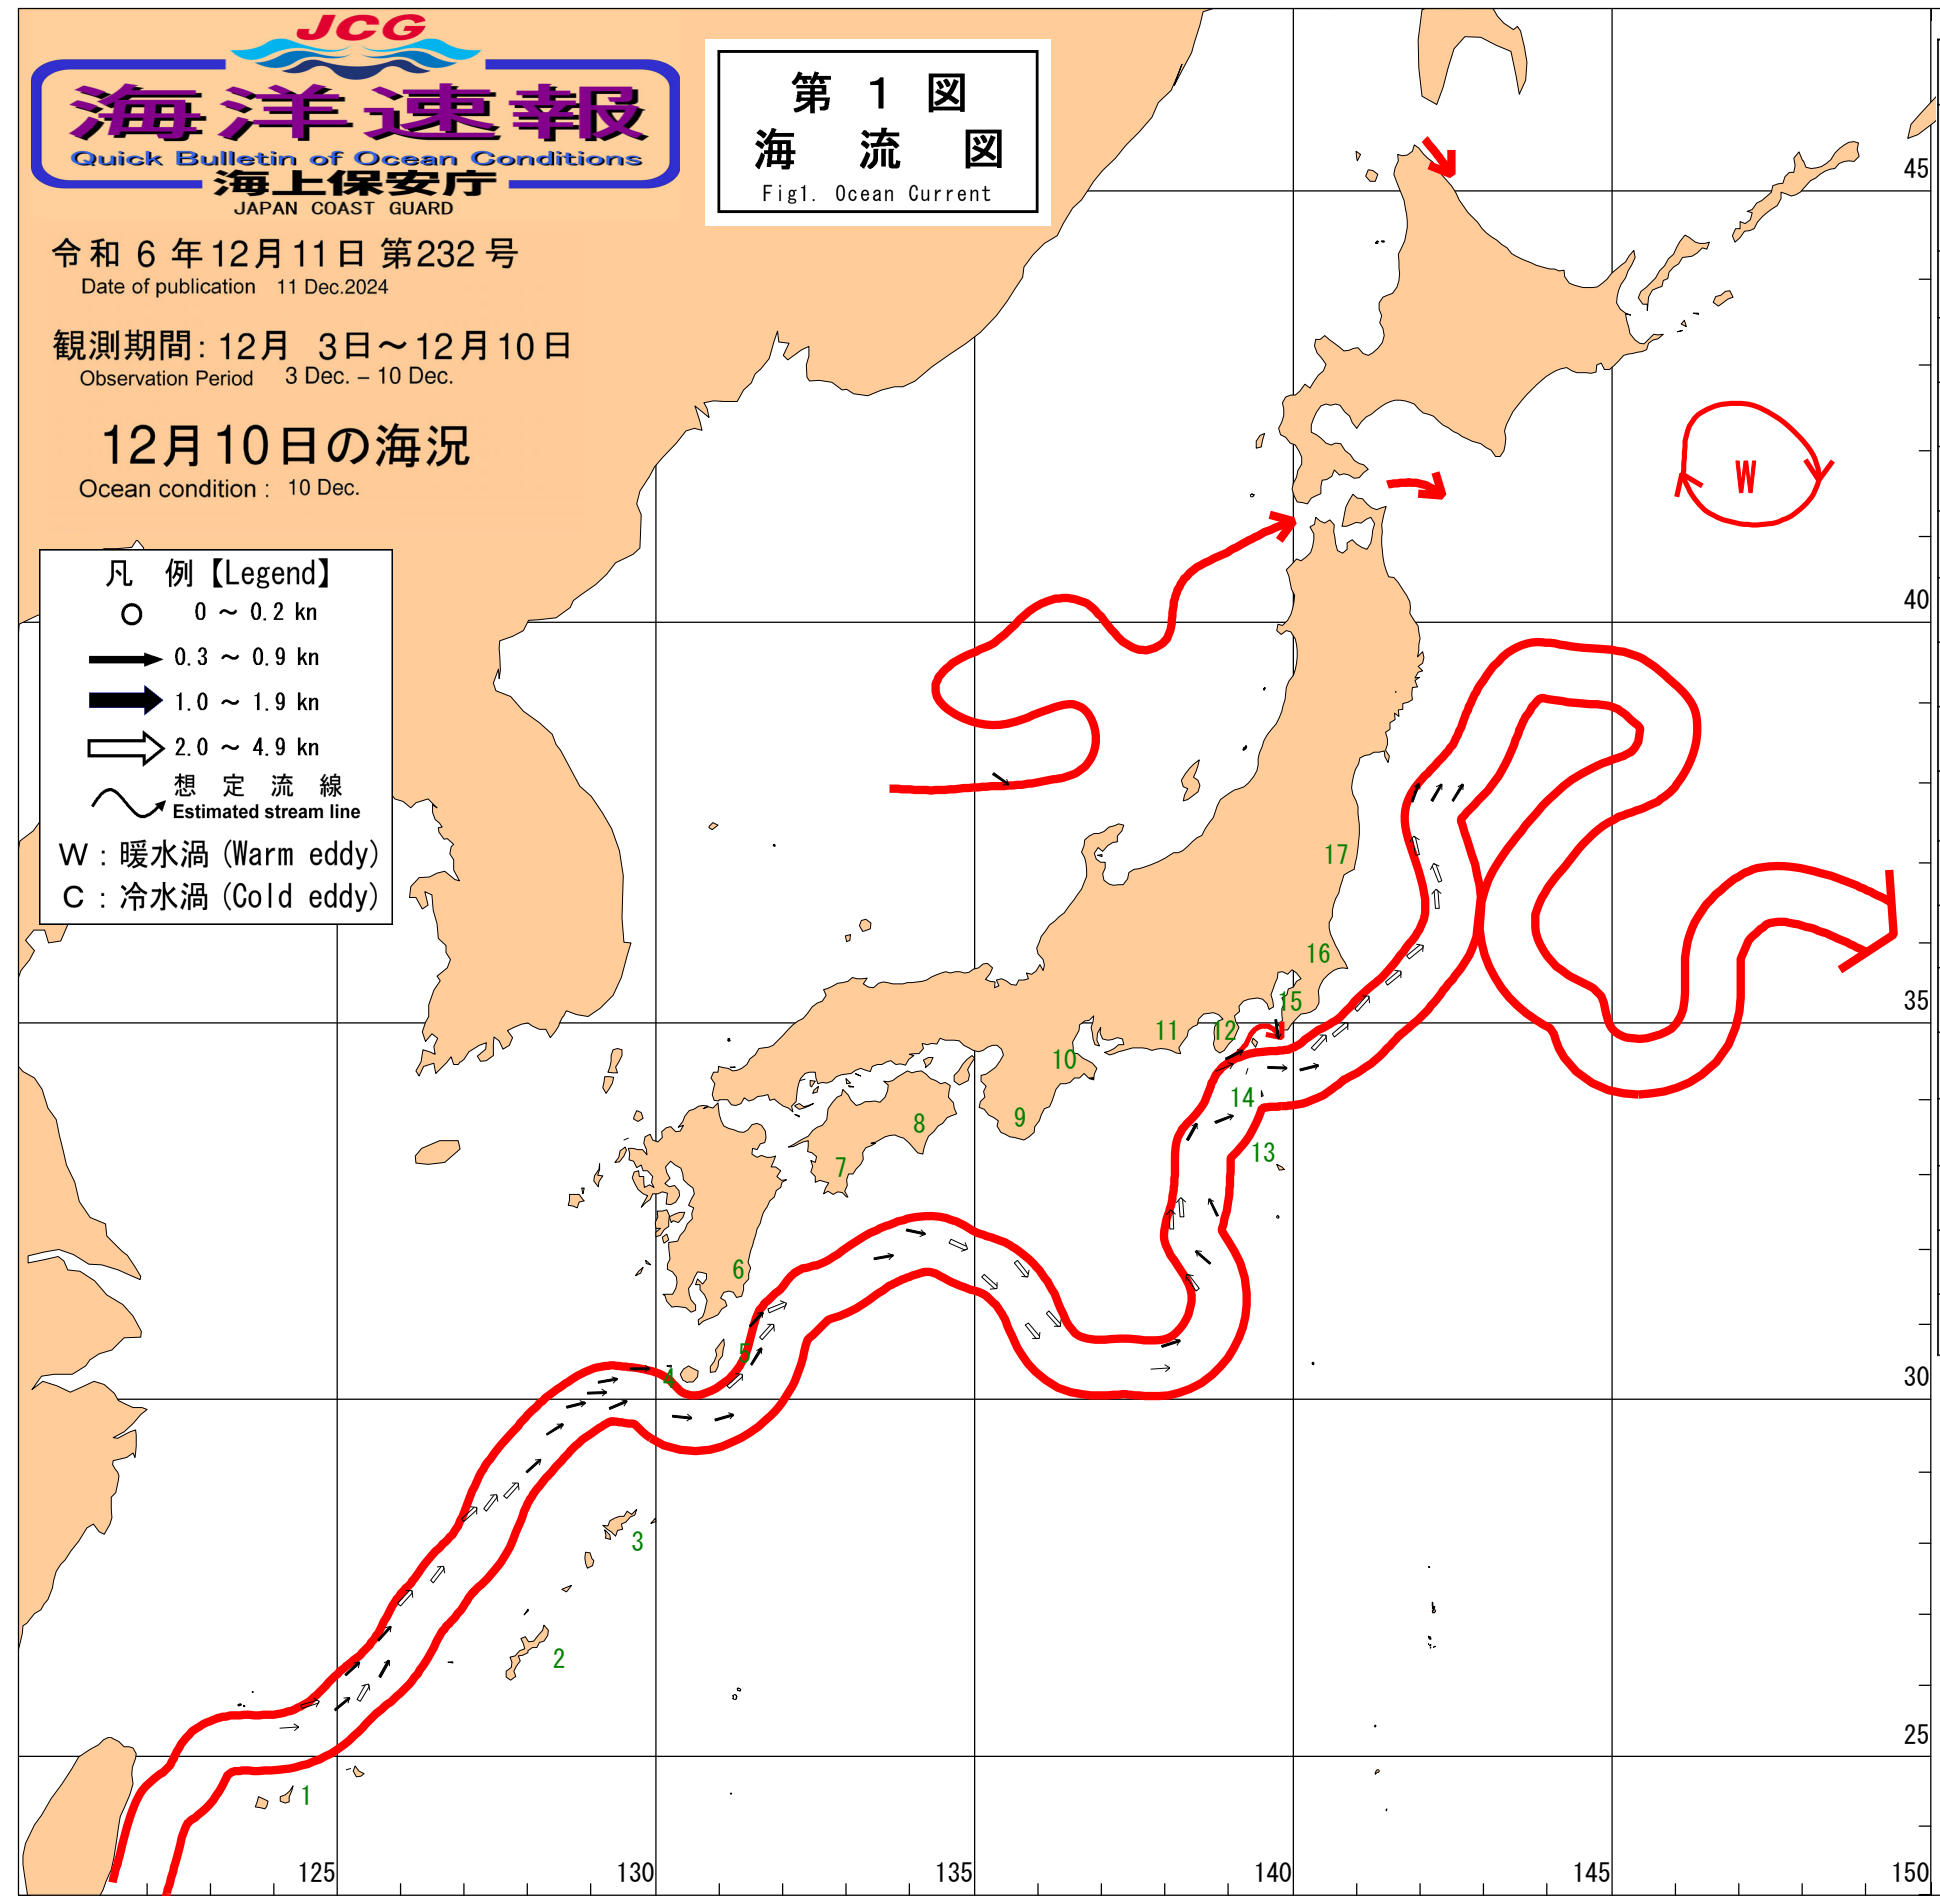 JCG
海洋速報
Quick Bulletin of Ocean Conditions
海上保安庁
JAPAN COAST GUARD
令和 6 年12月11日 第232 号
Date of publication 11 Dec.2024
観測期間: 12月 3日～12月10日
Observation Period 3 Dec. – 10 Dec.
12月10日の海況
Ocean condition : 10 Dec.
第 1 図
海 流 図
Fig1. Ocean Current
凡 例【Legend】
0 ～ 0.2 kn
0.3 ～ 0.9 kn
1.0 ～ 1.9 kn
2.0 ～ 4.9 kn
想 定 流 線
Estimated stream line
W : 暖水渦 (Warm eddy)
C : 冷水渦 (Cold eddy)
45
W
40
17
16
35
15
12
11
10
14
9
8
13
7
6
5
4
30
3
2
25
1
125
130
135
140
145
150